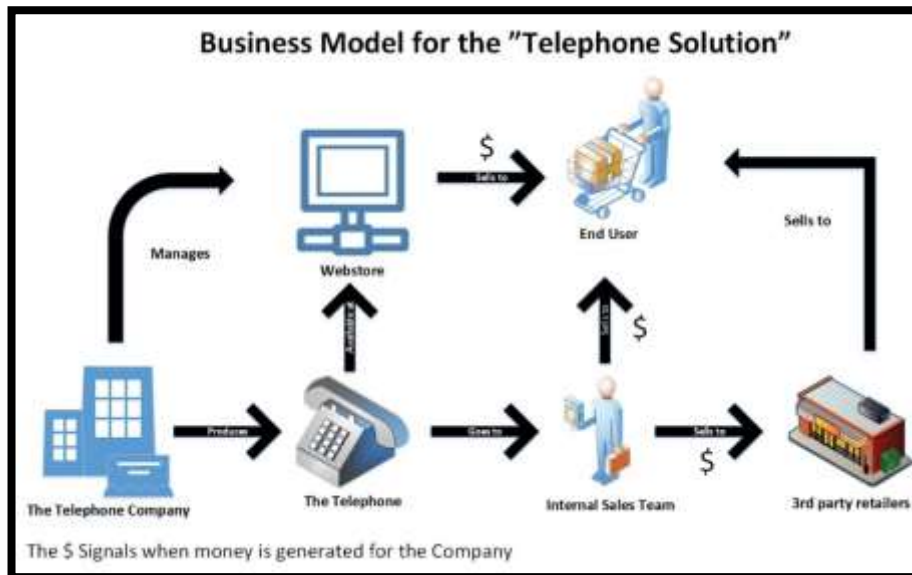 Business Model for the ”Telephone Solution”
$
Sells to
End User
Manages
Webstore
Sells to
Available at
Sells to
$
Produces
Goes to
Sells to
$
The Telephone Company
The Telephone
Internal Sales Team
3rd party retailers
The $ Signals when money is generated for the Company